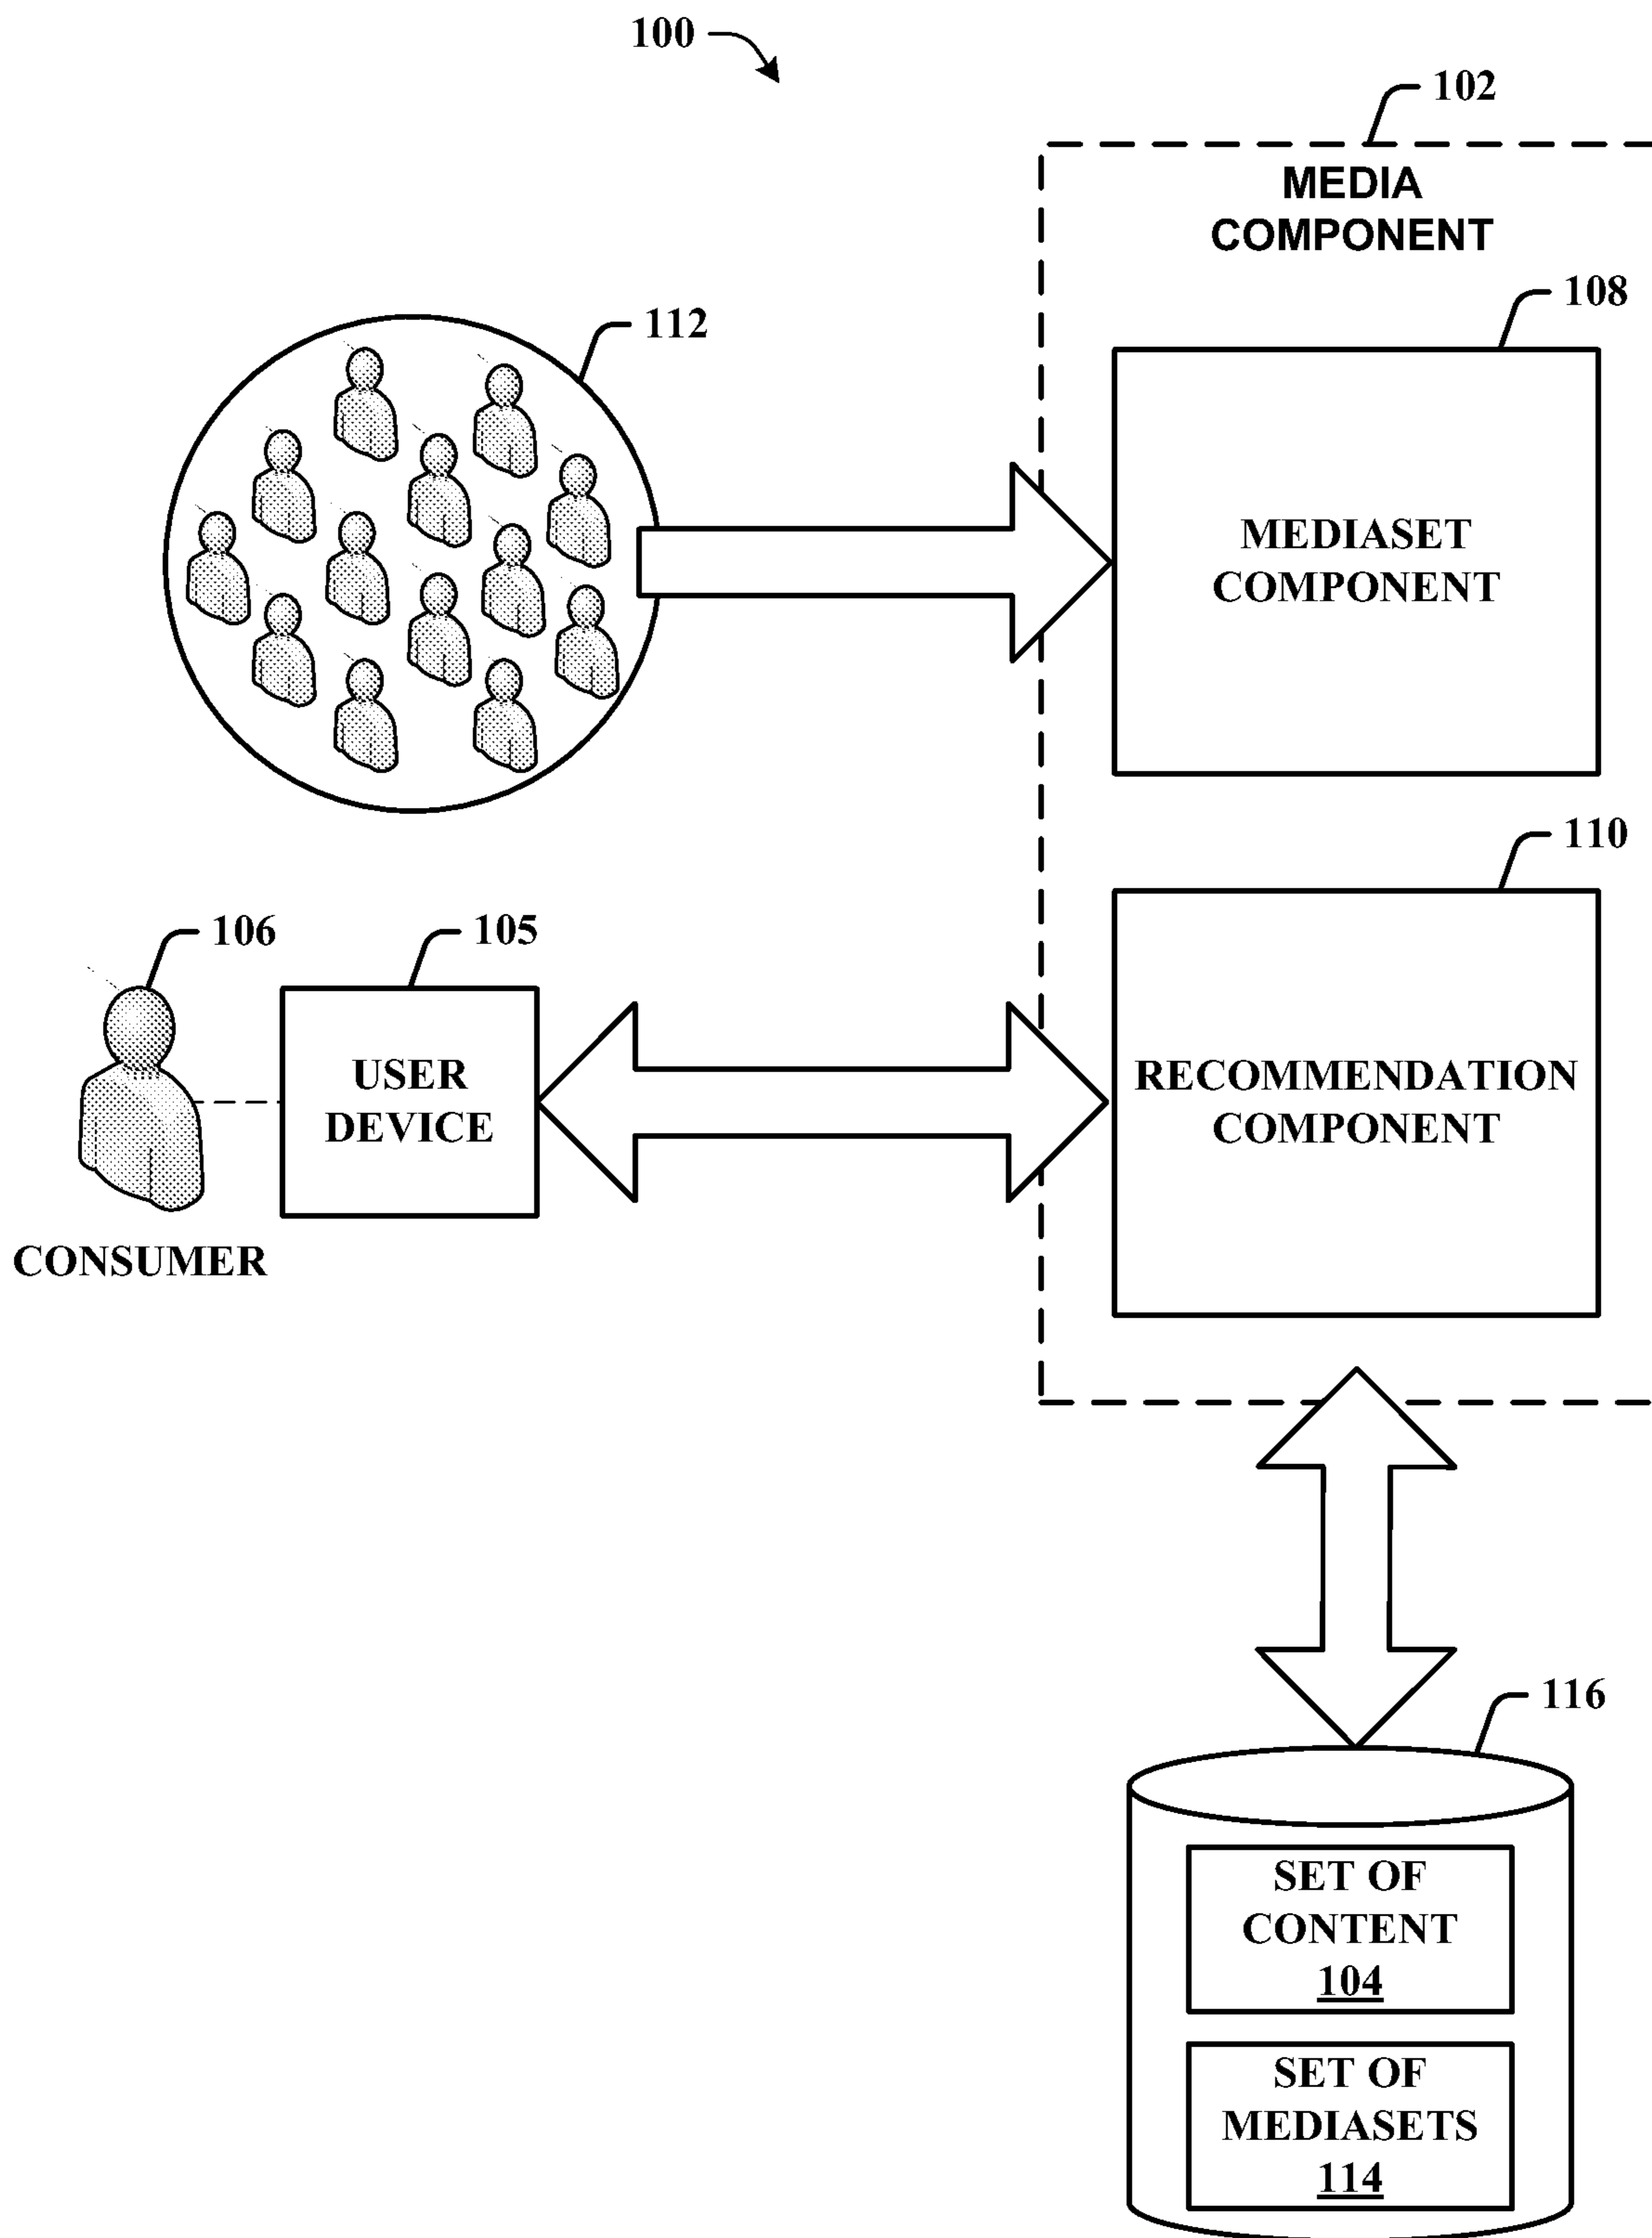 100
102
MEDIA
COMPONENT
108
112
MEDIASET
COMPONENT
110
106
105
USER
DEVICE
RECOMMENDATION
COMPONENT
CONSUMER
116
SET OF
CONTENT
104
SET OF
MEDIASETS
114